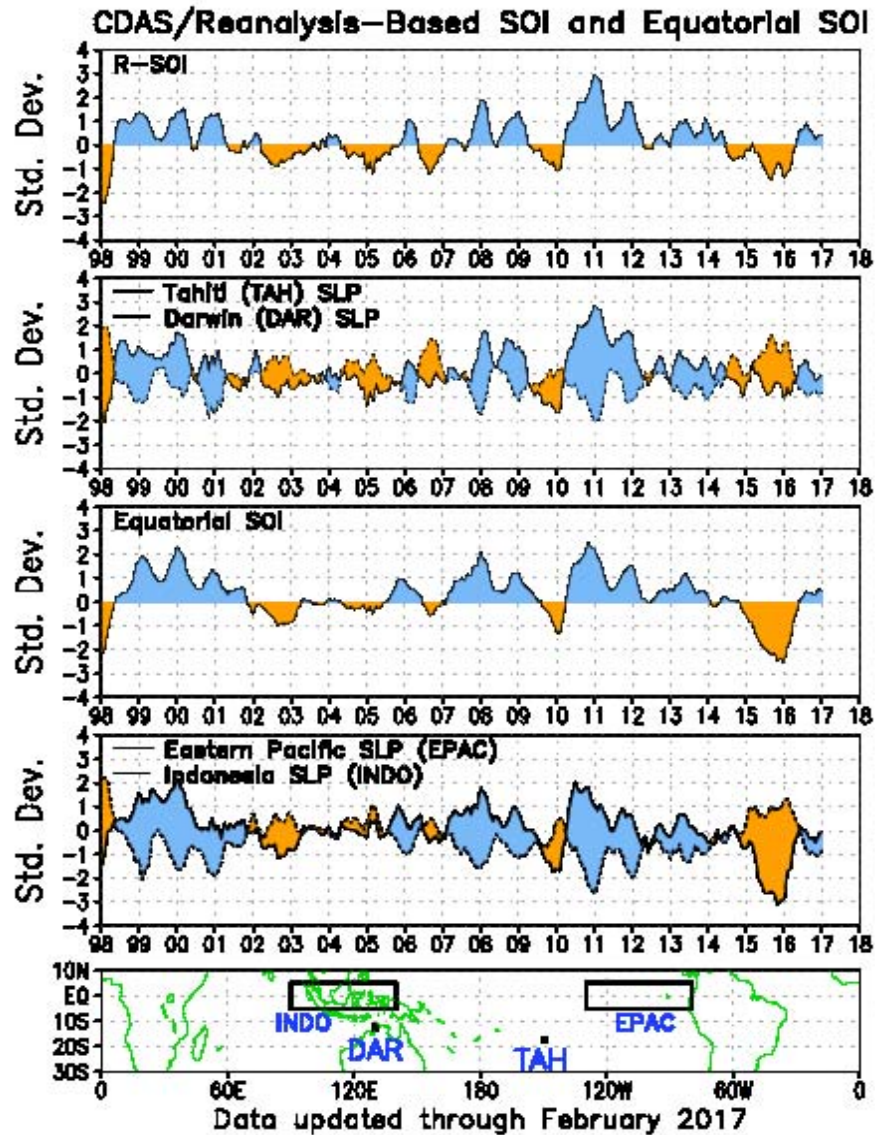 CDAS/Reanalysis-Based SOI and Equatorial SOI
R-SOI
Std. Dev.
4
3
2
1
0
-1
-2
-3
-4
98 99 00 01 02 03 04 05 06 07 08 09 10 11 12 13 14 15 16 17 18
Tahiti (TAH) SLP
Darwin (DAR) SLP
Std. Dev.
4
3
2
1
0
-1
-2
-3
-4
98 99 00 01 02 03 04 05 06 07 08 09 10 11 12 13 14 15 16 17 18
Equatorial SOI
Std. Dev.
4
3
2
1
0
-1
-2
-3
-4
98 99 00 01 02 03 04 05 06 07 08 09 10 11 12 13 14 15 16 17 18
Eastern Pacific SLP (EPAC)
Indonesia SLP (INDO)
Std. Dev.
4
3
2
1
0
-1
-2
-3
-4
98 99 00 01 02 03 04 05 06 07 08 09 10 11 12 13 14 15 16 17 18
10N
EQ
10S
20S
30S
INDO
EPAC
DAR
TAH
0 60E 120E 180 120W 60W 0
Data updated through February 2017